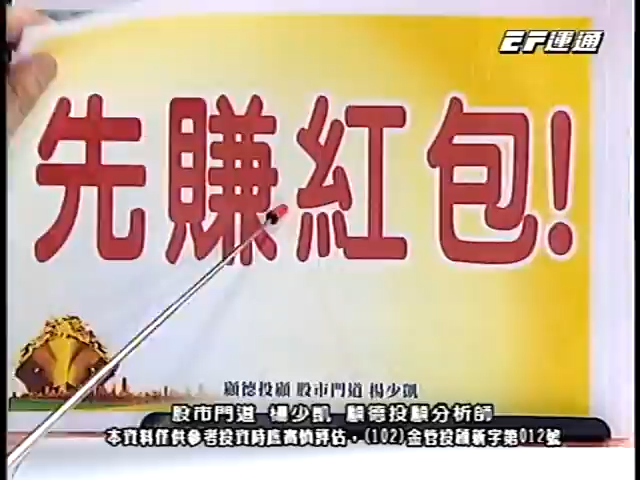 EF運通
先賺紅包!
顧德投顧 股市門道 楊少凱
股市門道 楊少凱 顧德投顧分析師
本資料僅供參考投資時應審慎評估,(102)金管投顧新字第012號